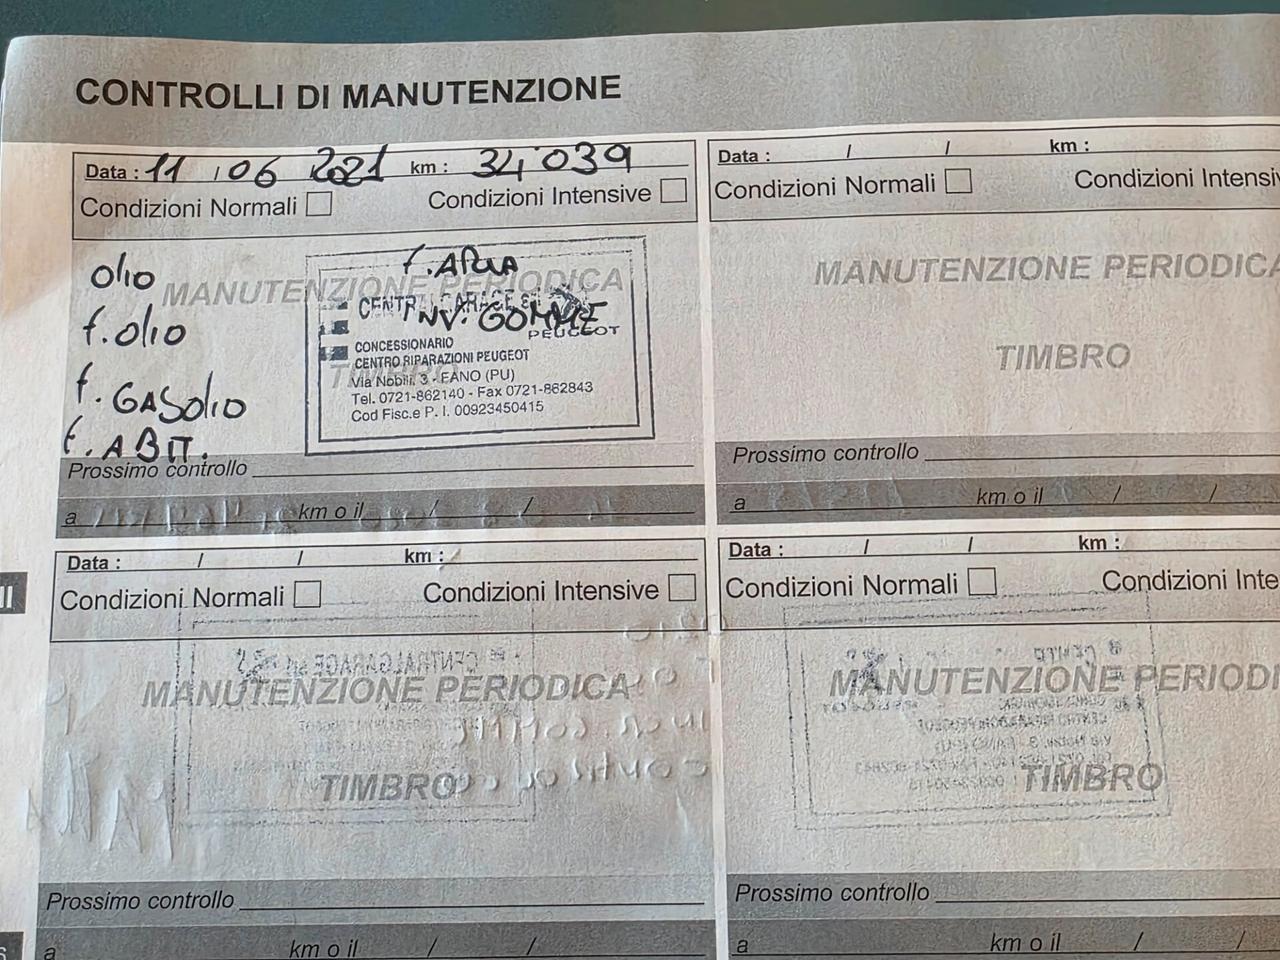 CONTROLLI DI MANUTENZIONE
Data : 11 / 06 2021 km : 34'039
Condizioni Normali Condizioni Intensive
olio
f. olio
f. GASolio
f. ABIT.
MANUTENZIONE PERIODICA
f. ARIA
INV. GOMME
CENTRALGARAGE
PEUGEOT
CONCESSIONARIO
CENTRO RIPARAZIONI PEUGEOT
Via Nobili, 3 - FANO (PU)
Tel. 0721-862140 - Fax 0721-862843
Cod Fisc.e P. I. 00923450415
TIMBRO
Prossimo controllo
a km o il / /
Data : / / km :
Condizioni Normali Condizioni Intensiv
MANUTENZIONE PERIODICA
TIMBRO
Prossimo controllo
a km o il / /
II
Data : / / km :
Condizioni Normali Condizioni Intensive
MANUTENZIONE PERIODICA
TIMBRO
Prossimo controllo
a km o il / /
Data : / / km :
Condizioni Normali Condizioni Inte
MANUTENZIONE PERIODI
TIMBRO
Prossimo controllo
a km o il / /